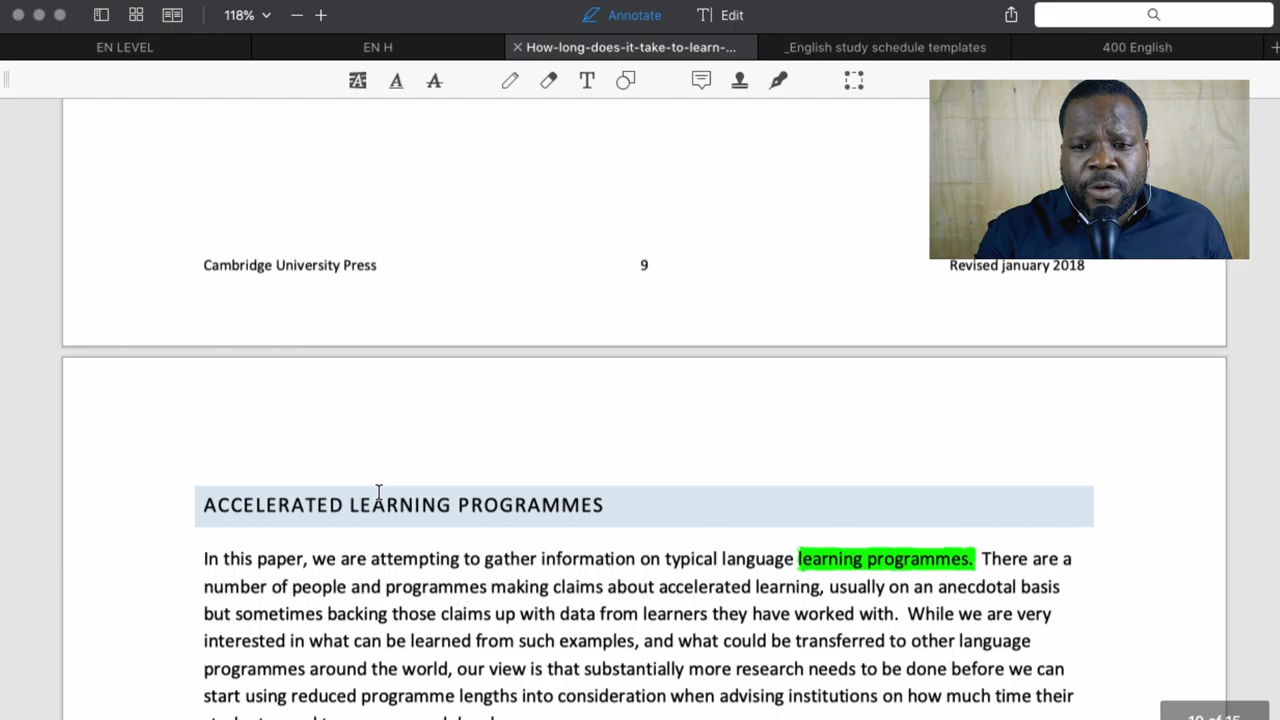 118%
Annotate
Edit
EN LEVEL
EN H
How-long-does-it-take-to-learn-...
_English study schedule templates
400 English
Cambridge University Press
9
Revised january 2018
ACCELERATED LEARNING PROGRAMMES
In this paper, we are attempting to gather information on typical language learning programmes. There are a
number of people and programmes making claims about accelerated learning, usually on an anecdotal basis
but sometimes backing those claims up with data from learners they have worked with. While we are very
interested in what can be learned from such examples, and what could be transferred to other language
programmes around the world, our view is that substantially more research needs to be done before we can
start using reduced programme lengths into consideration when advising institutions on how much time their